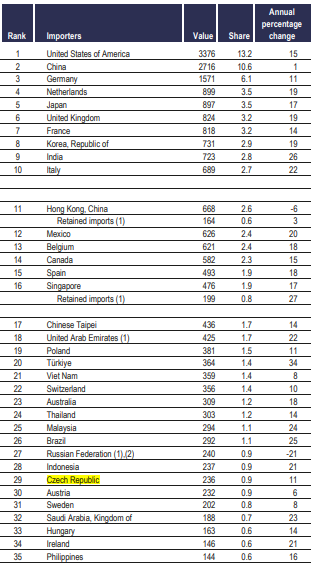 Annual
percentage
Rank Importers Value Share change
1 United States of America 3376 13.2 15
2 China 2716 10.6 1
3 Germany 1571 6.1 11
4 Netherlands 899 3.5 19
5 Japan 897 3.5 17
6 United Kingdom 824 3.2 19
7 France 818 3.2 14
8 Korea, Republic of 731 2.9 19
9 India 723 2.8 26
10 Italy 689 2.7 22
11 Hong Kong, China 668 2.6 -6
Retained imports (1) 164 0.6 3
12 Mexico 626 2.4 20
13 Belgium 621 2.4 18
14 Canada 582 2.3 15
15 Spain 493 1.9 18
16 Singapore 476 1.9 17
Retained imports (1) 199 0.8 27
17 Chinese Taipei 436 1.7 14
18 United Arab Emirates (1) 425 1.7 22
19 Poland 381 1.5 11
20 Türkiye 364 1.4 34
21 Viet Nam 359 1.4 8
22 Switzerland 356 1.4 10
23 Australia 309 1.2 18
24 Thailand 303 1.2 14
25 Malaysia 294 1.1 24
26 Brazil 292 1.1 25
27 Russian Federation (1),(2) 240 0.9 -21
28 Indonesia 237 0.9 21
29 Czech Republic 236 0.9 11
30 Austria 232 0.9 6
31 Sweden 202 0.8 8
32 Saudi Arabia, Kingdom of 188 0.7 23
33 Hungary 163 0.6 14
34 Ireland 146 0.6 21
35 Philippines 144 0.6 16